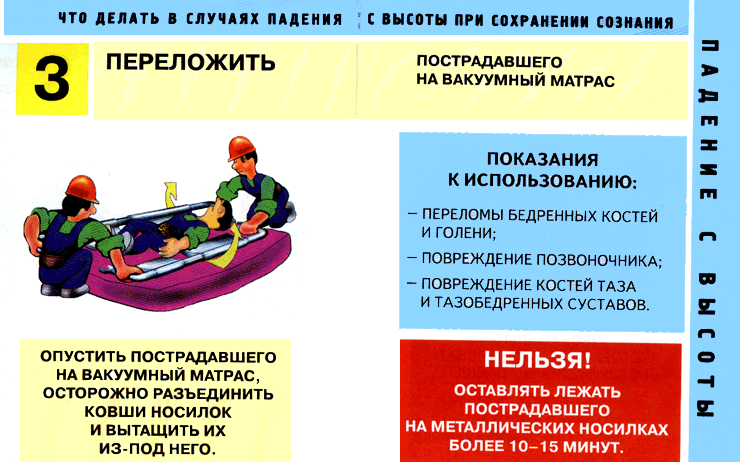 ЧТО ДЕЛАТЬ В СЛУЧАЯХ ПАДЕНИЯ С ВЫСОТЫ ПРИ СОХРАНЕНИИ СОЗНАНИЯ
3
ПЕРЕЛОЖИТЬ
ПОСТРАДАВШЕГО
НА ВАКУУМНЫЙ МАТРАС
ПОКАЗАНИЯ
К ИСПОЛЬЗОВАНИЮ:
– ПЕРЕЛОМЫ БЕДРЕННЫХ КОСТЕЙ
И ГОЛЕНИ;
– ПОВРЕЖДЕНИЕ ПОЗВОНОЧНИКА;
– ПОВРЕЖДЕНИЕ КОСТЕЙ ТАЗА
И ТАЗОБЕДРЕННЫХ СУСТАВОВ.
ОПУСТИТЬ ПОСТРАДАВШЕГО
НА ВАКУУМНЫЙ МАТРАС,
ОСТОРОЖНО РАЗЪЕДИНИТЬ
КОВШИ НОСИЛОК
И ВЫТАЩИТЬ ИХ
ИЗ-ПОД НЕГО.
НЕЛЬЗЯ!
ОСТАВЛЯТЬ ЛЕЖАТЬ
ПОСТРАДАВШЕГО
НА МЕТАЛЛИЧЕСКИХ НОСИЛКАХ
БОЛЕЕ 10–15 МИНУТ.
ПАДЕНИЕ С ВЫСОТЫ